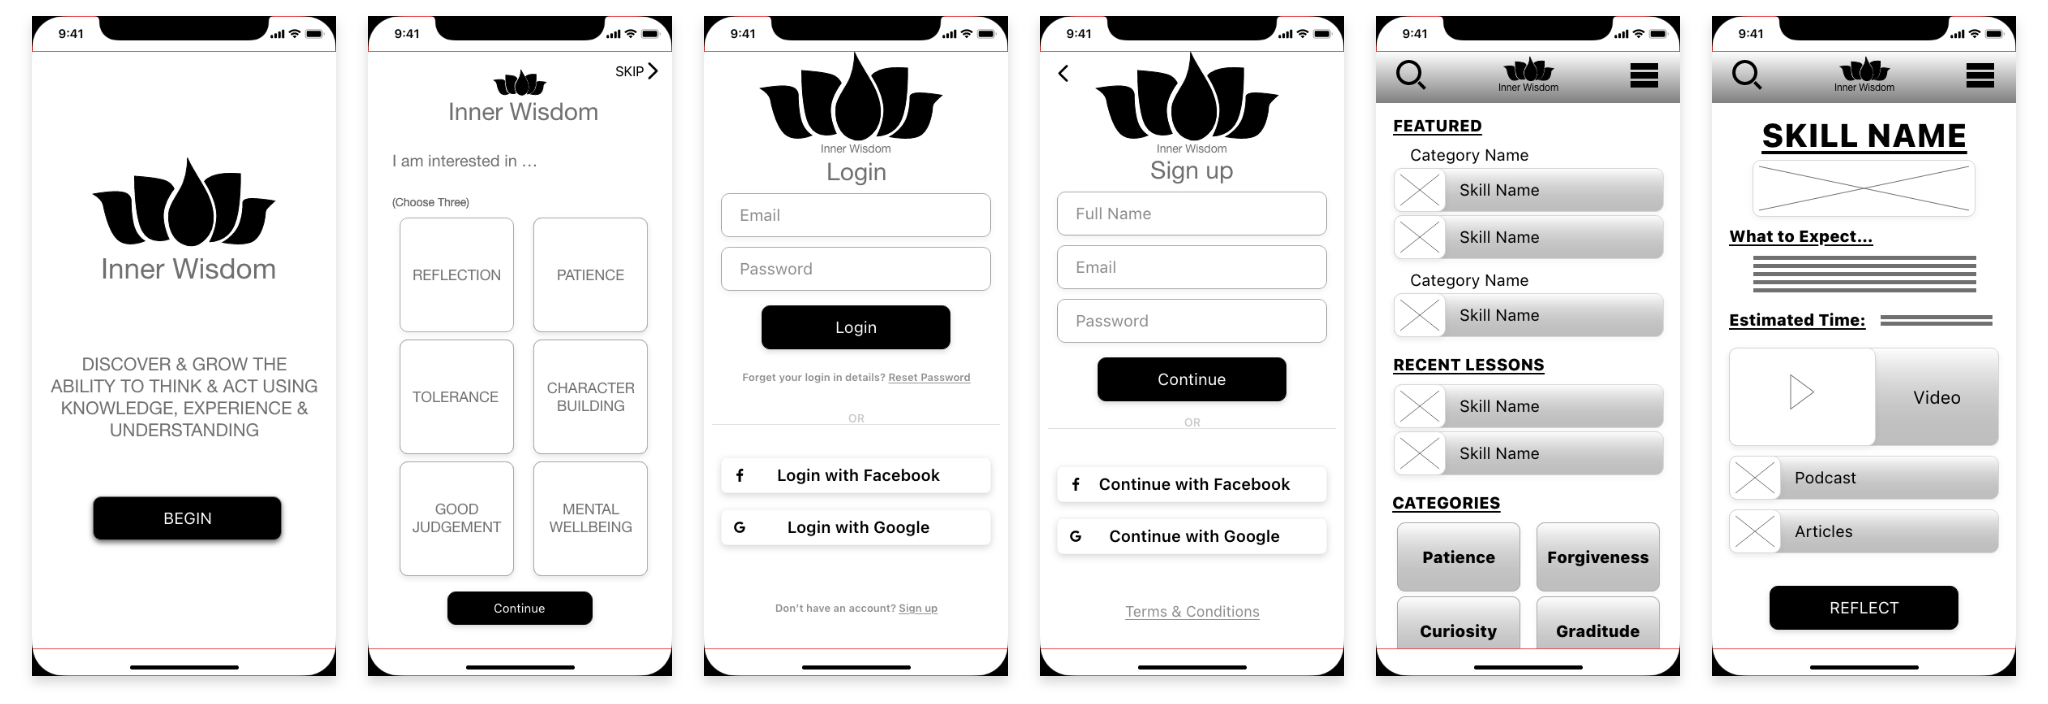 9:41
Inner Wisdom
DISCOVER & GROW THE
ABILITY TO THINK & ACT USING
KNOWLEDGE, EXPERIENCE &
UNDERSTANDING
BEGIN
9:41
SKIP
Inner Wisdom
I am interested in ...
(Choose Three)
REFLECTION
PATIENCE
TOLERANCE
CHARACTER
BUILDING
GOOD
JUDGEMENT
MENTAL
WELLBEING
Continue
9:41
Inner Wisdom
Login
Email
Password
Login
Forget your login in details? Reset Password
OR
f Login with Facebook
G Login with Google
Don't have an account? Sign up
9:41
Inner Wisdom
Sign up
Full Name
Email
Password
Continue
OR
f Continue with Facebook
G Continue with Google
Terms & Conditions
9:41
Inner Wisdom
FEATURED
Category Name
Skill Name
Skill Name
Category Name
Skill Name
RECENT LESSONS
Skill Name
Skill Name
CATEGORIES
Patience
Forgiveness
Curiosity
Graditude
9:41
Inner Wisdom
SKILL NAME
What to Expect...
Estimated Time:
Video
Podcast
Articles
REFLECT